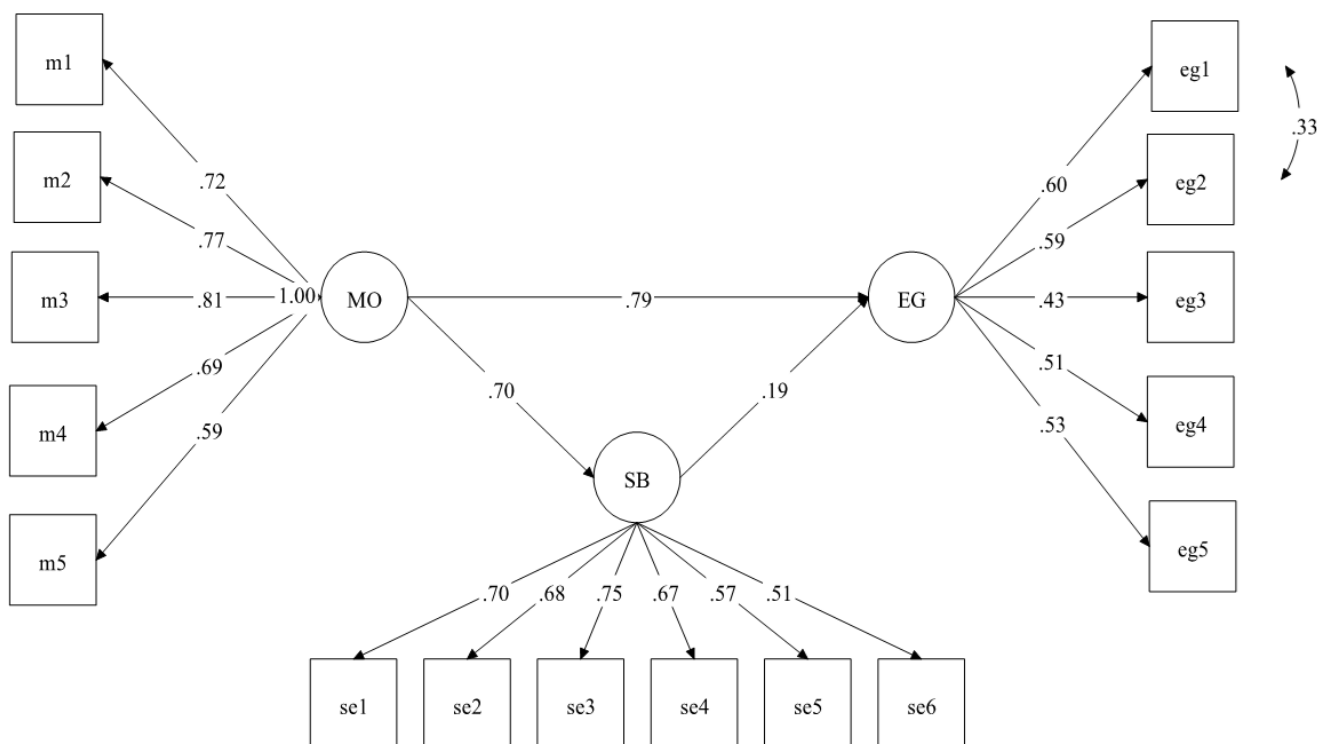 m1
eg1
.33
m2
.72
.60
eg2
.77
.59
m3
.81
1.00
MO
.79
EG
.43
eg3
.69
.51
.70
.19
m4
.59
.53
eg4
SB
m5
eg5
.70
.68
.75
.67
.57
.51
se1
se2
se3
se4
se5
se6